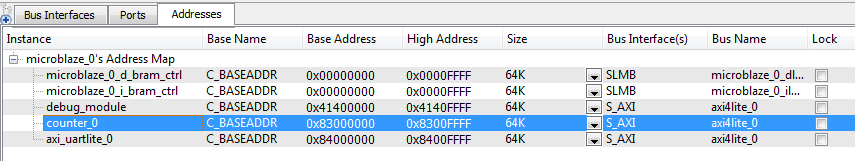 Bus Interfaces Ports Addresses
Instance Base Name Base Address High Address Size Bus Interface(s) Bus Name Lock
microblaze_0's Address Map
microblaze_0_d_bram_ctrl C_BASEADDR 0x00000000 0x0000FFFF 64K SLMB microblaze_0_dl...
microblaze_0_i_bram_ctrl C_BASEADDR 0x00000000 0x0000FFFF 64K SLMB microblaze_0_il...
debug_module C_BASEADDR 0x41400000 0x4140FFFF 64K S_AXI axi4lite_0
counter_0 C_BASEADDR 0x83000000 0x8300FFFF 64K S_AXI axi4lite_0
axi_uartlite_0 C_BASEADDR 0x84000000 0x8400FFFF 64K S_AXI axi4lite_0